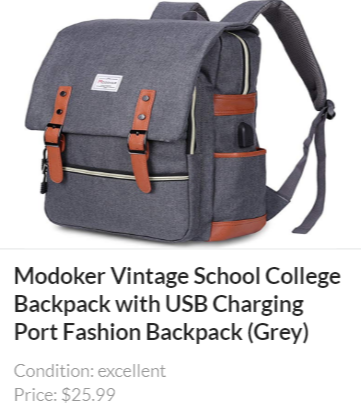 Modoker Vintage School College
Backpack with USB Charging
Port Fashion Backpack (Grey)
Condition: excellent
Price: $25.99